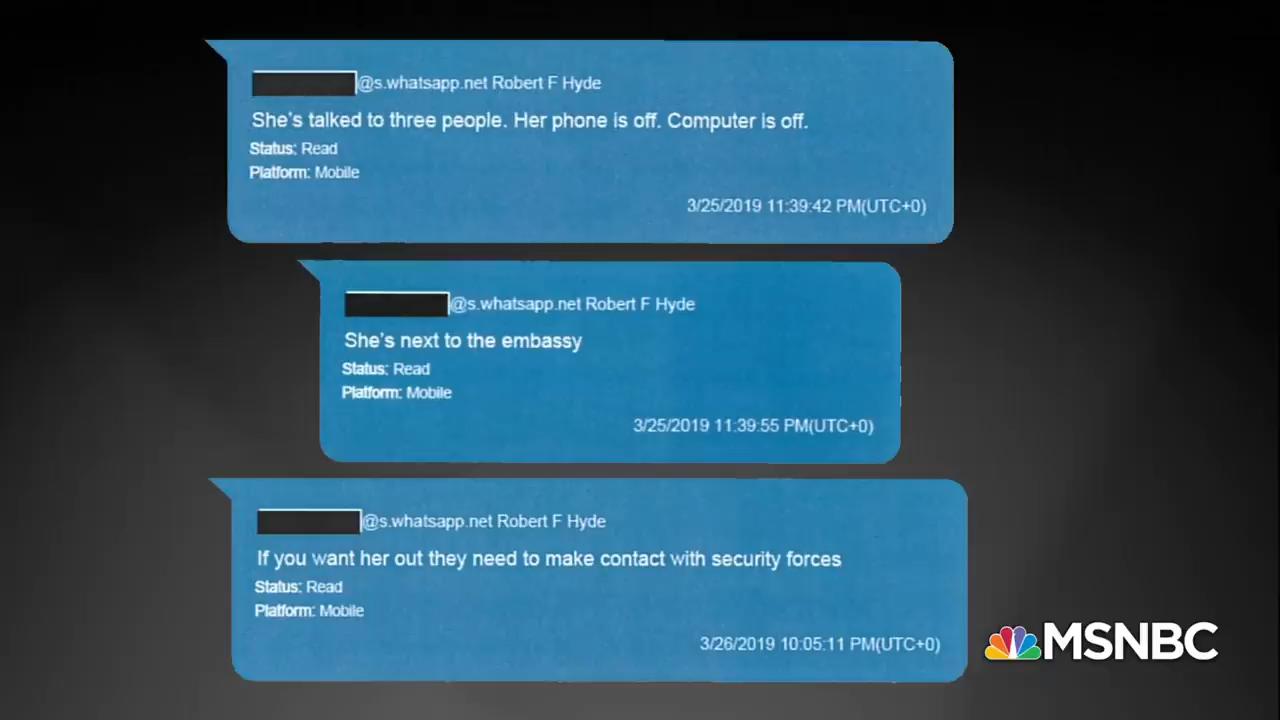 @s.whatsapp.net Robert F Hyde
She's talked to three people. Her phone is off. Computer is off.
Status: Read
Platform: Mobile
3/25/2019 11:39:42 PM(UTC+0)
@s.whatsapp.net Robert F Hyde
She's next to the embassy
Status: Read
Platform: Mobile
3/25/2019 11:39:55 PM(UTC+0)
@s.whatsapp.net Robert F Hyde
If you want her out they need to make contact with security forces
Status: Read
Platform: Mobile
3/26/2019 10:05:11 PM(UTC+0)
MSNBC